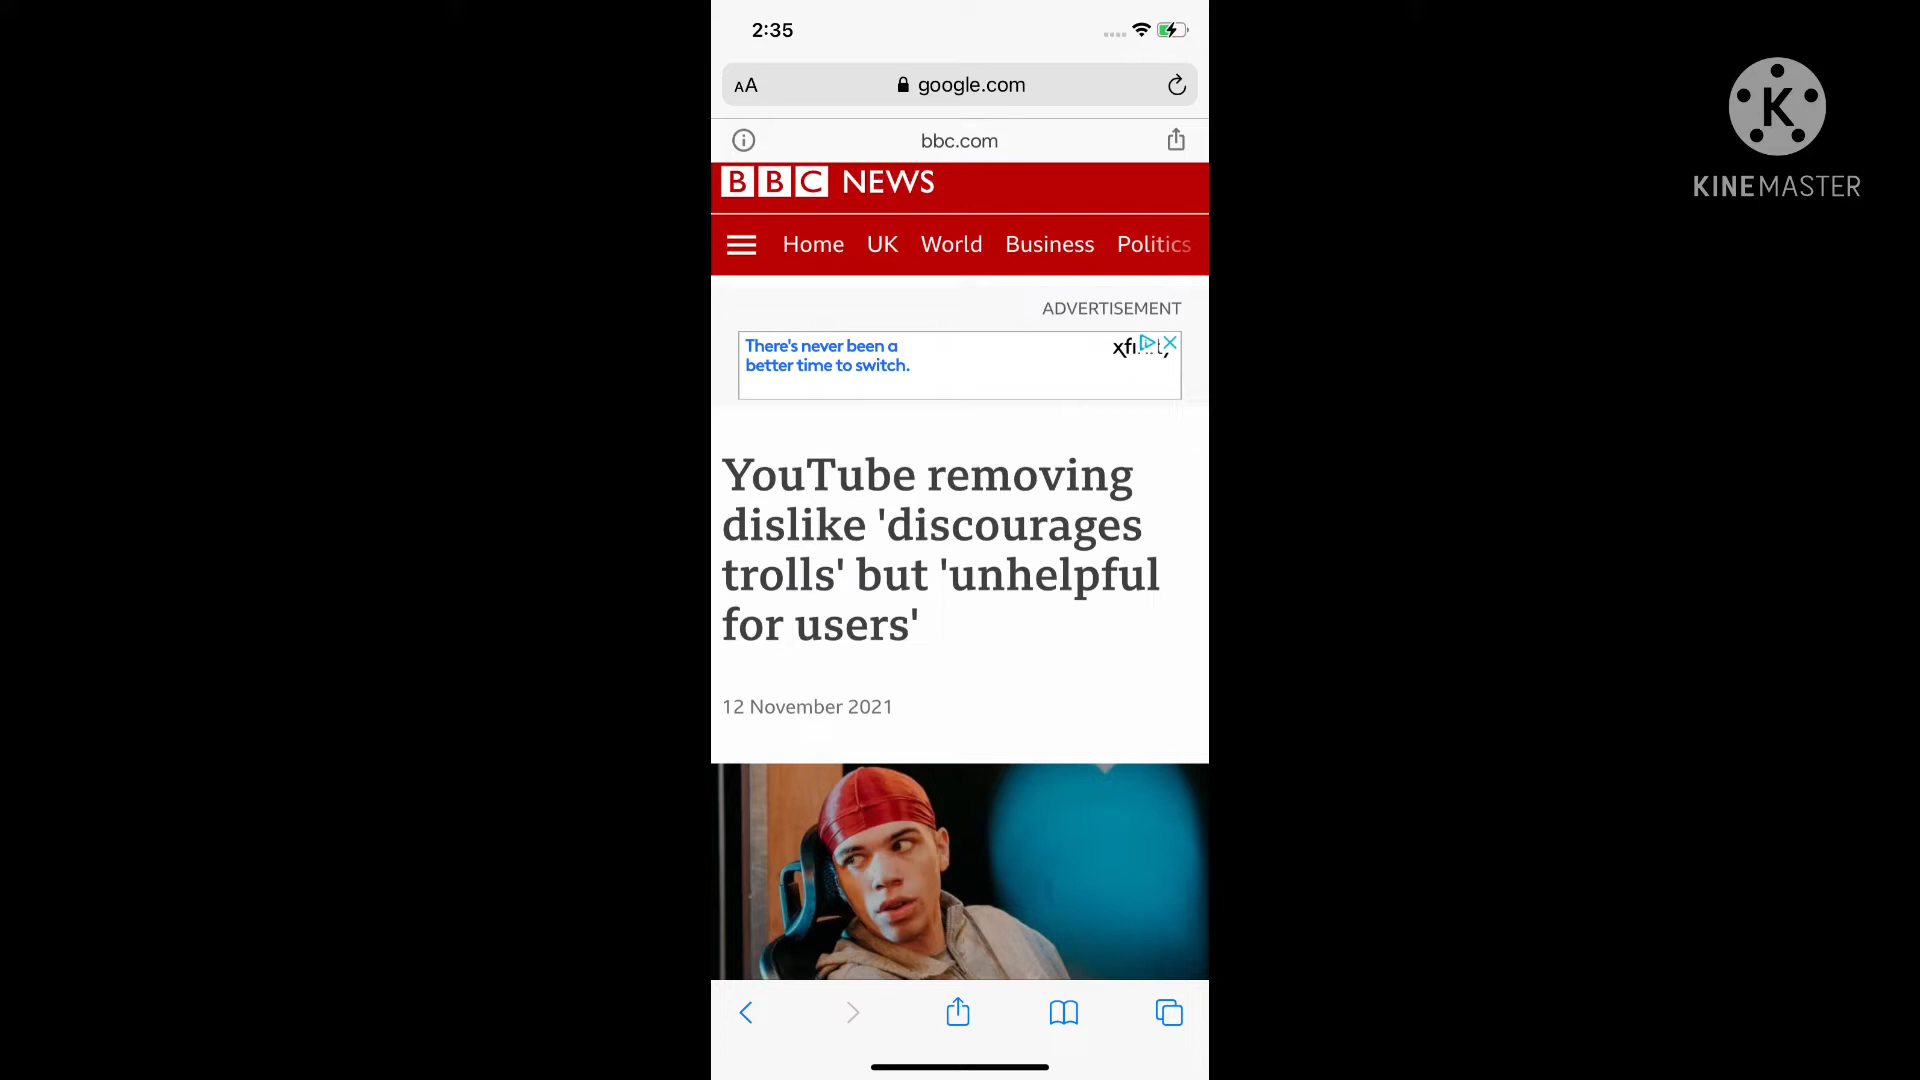 2:35
AA google.com
bbc.com
BBC NEWS
Home UK World Business Politics
ADVERTISEMENT
There's never been a
better time to switch.
KINEMASTER
YouTube removing
dislike 'discourages
trolls' but 'unhelpful
for users'
12 November 2021